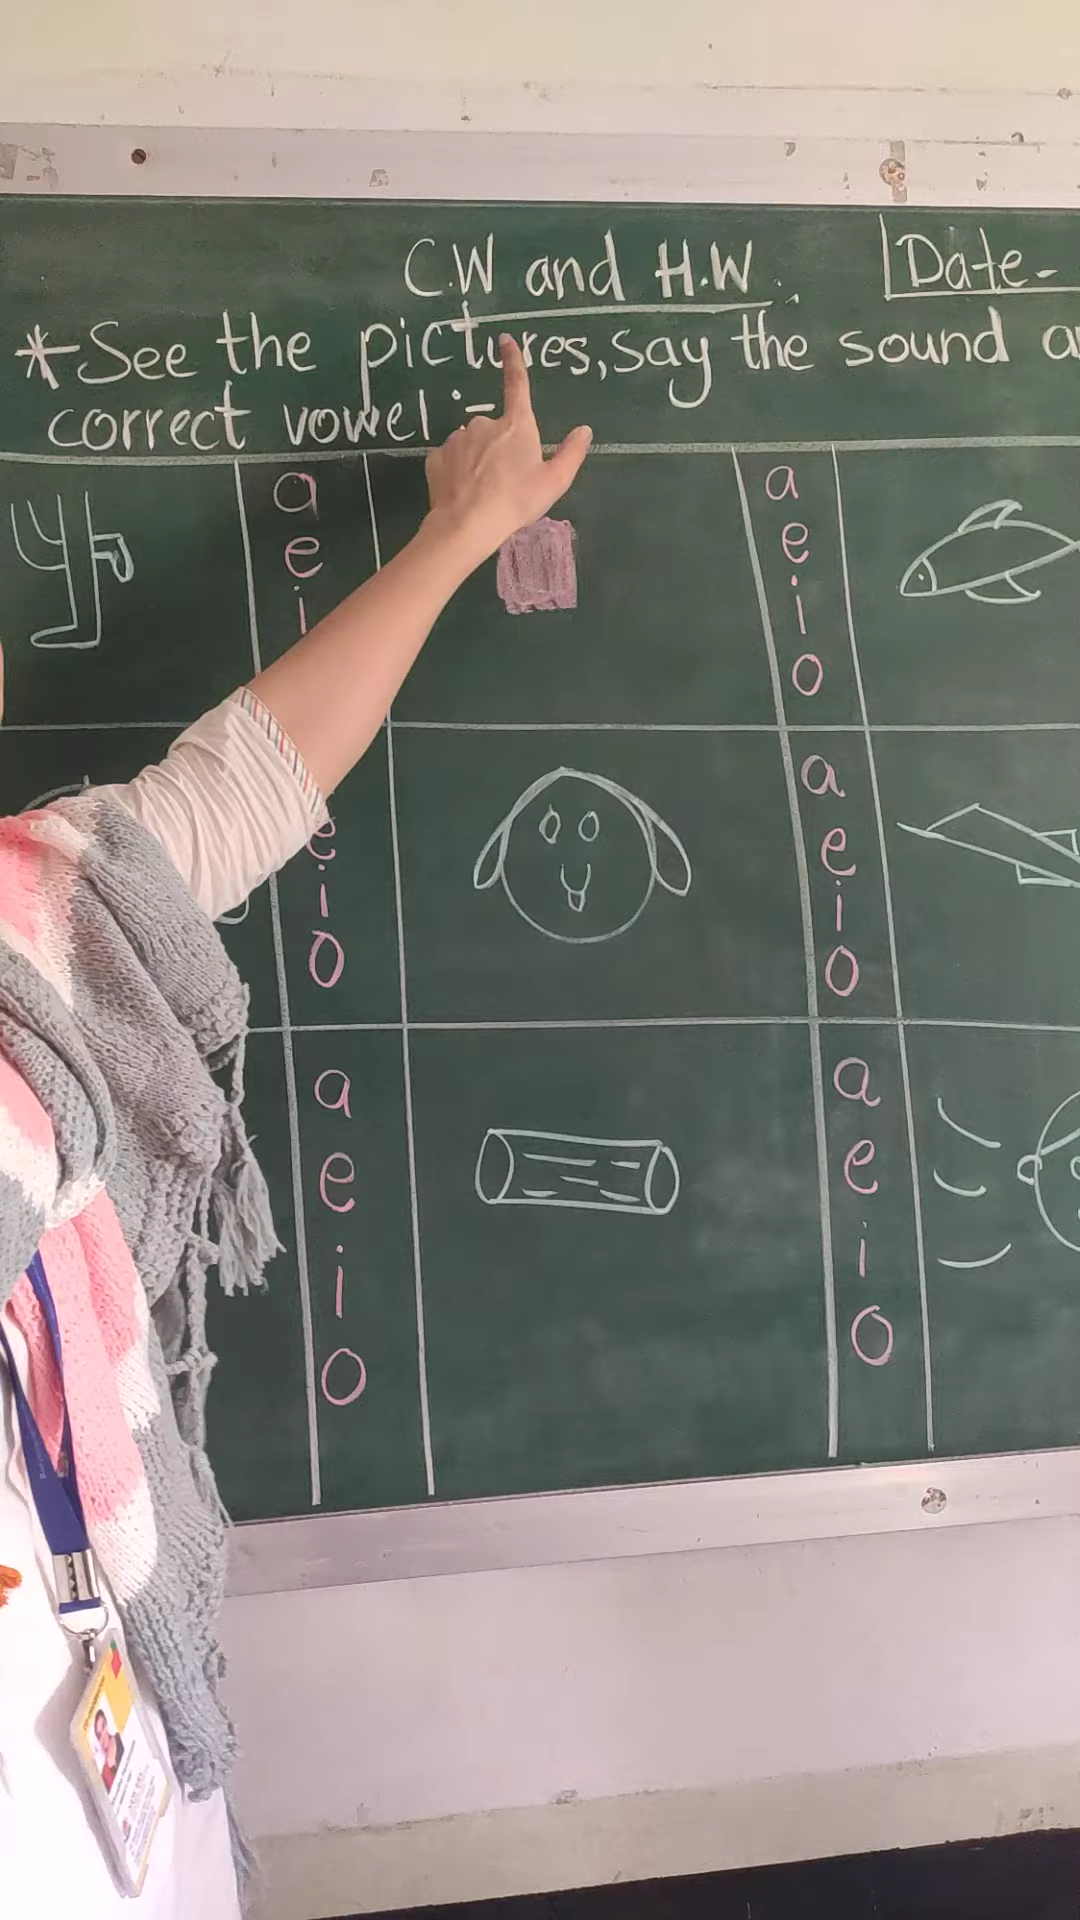 C.W and H.W. Date-
*See the pictures, say the sound
correct vowel :-
a a
e e
i i
o
a
e e
i i
o o
a a
e e
i i
o o